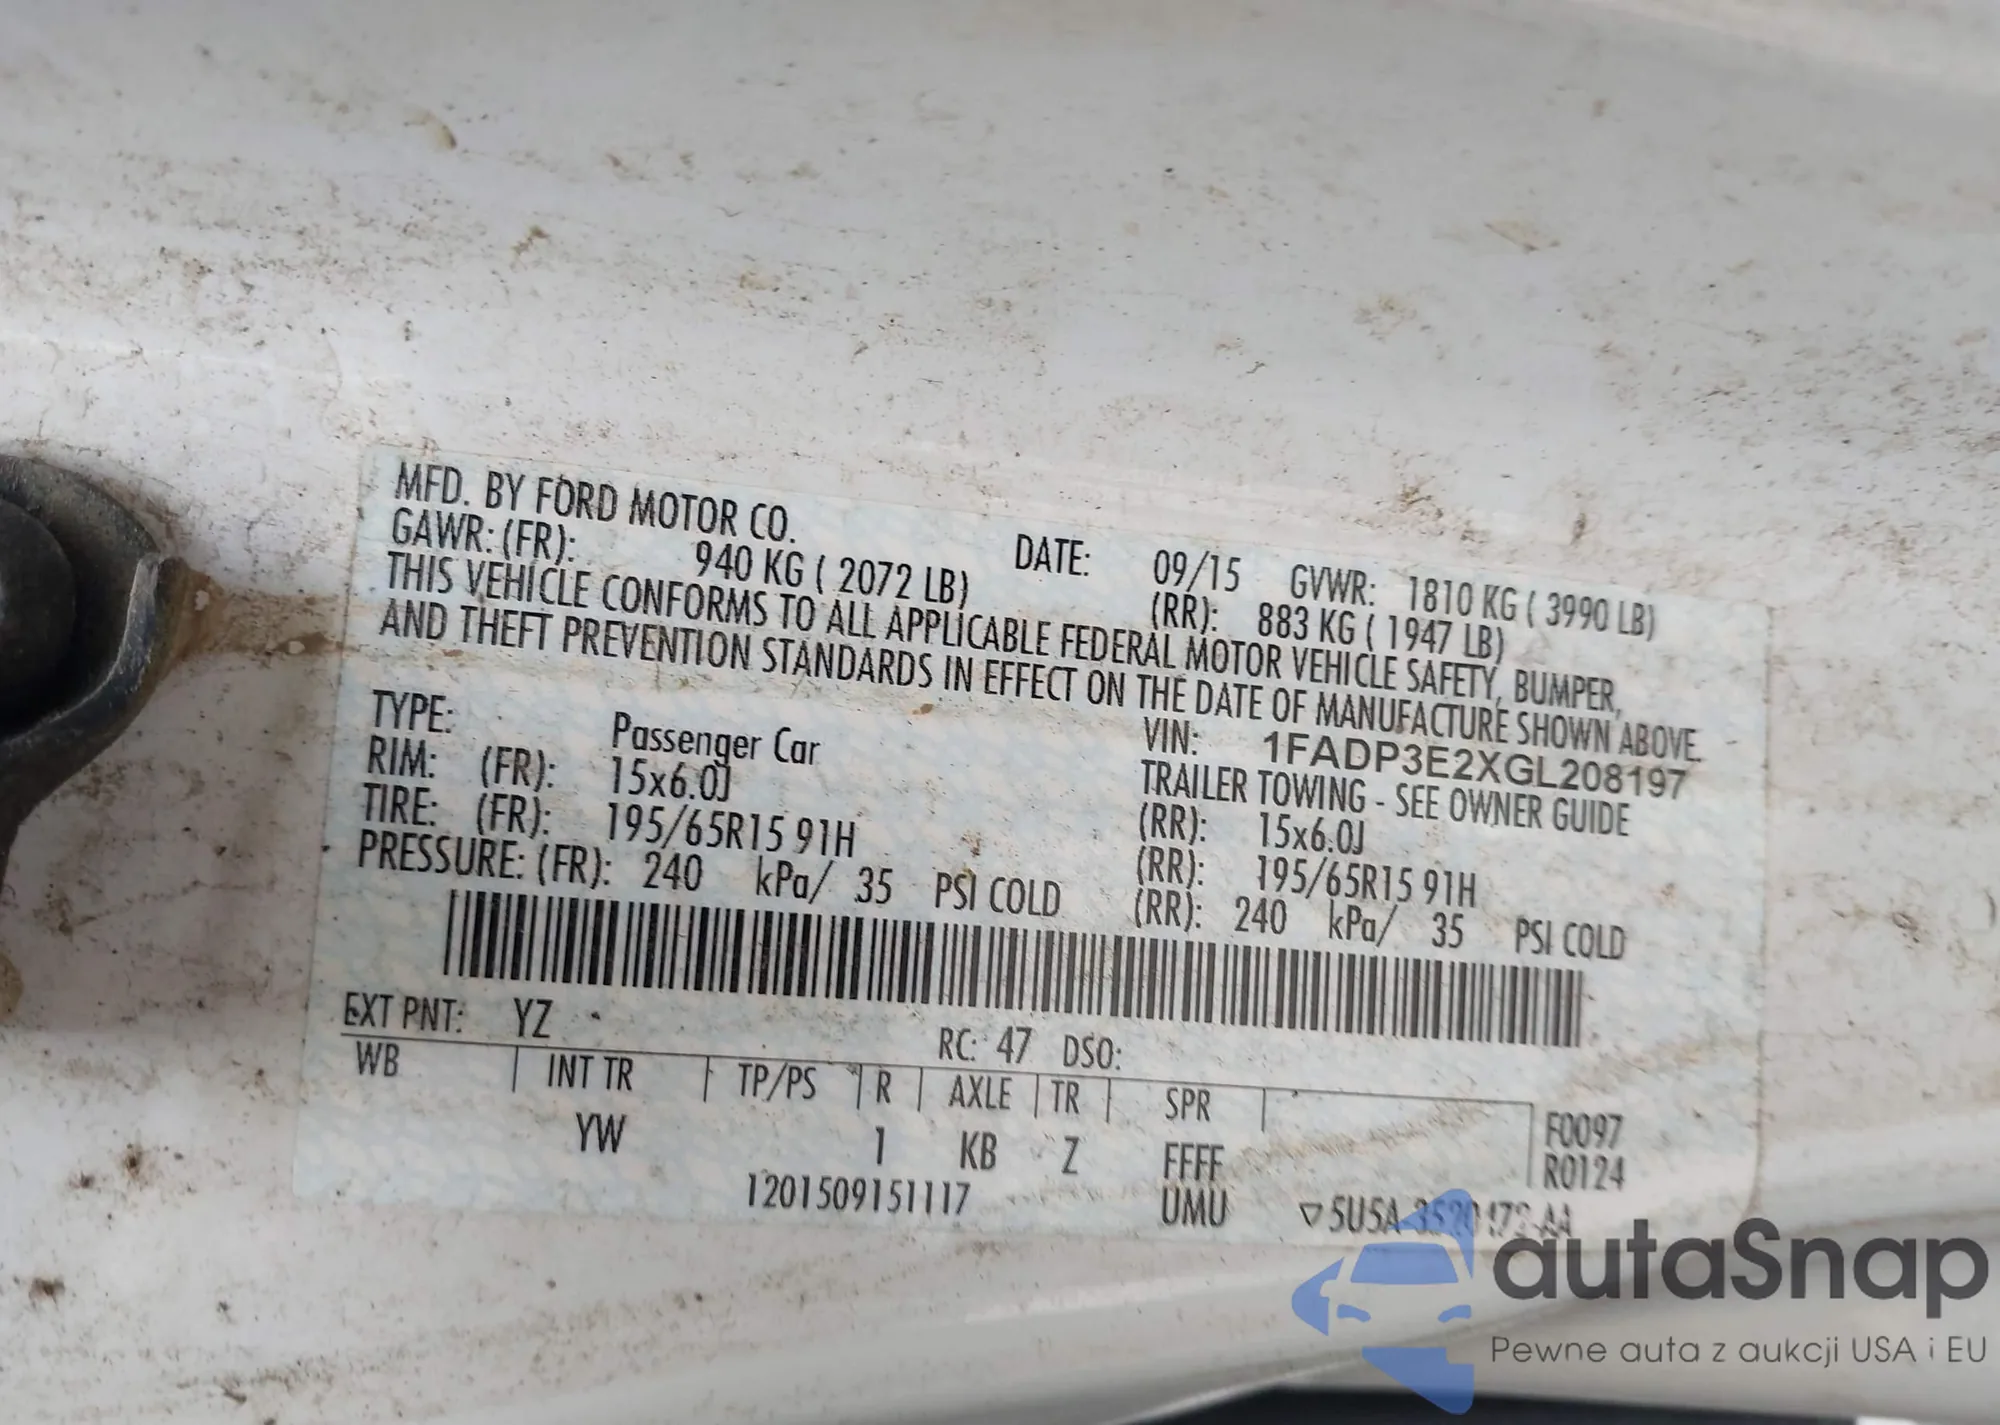 MFD. BY FORD MOTOR CO. DATE: 09/15 GVWR: 1810 KG ( 3990 LB)
GAWR: (FR): 940 KG ( 2072 LB) (RR): 883 KG ( 1947 LB)
THIS VEHICLE CONFORMS TO ALL APPLICABLE FEDERAL MOTOR VEHICLE SAFETY, BUMPER,
AND THEFT PREVENTION STANDARDS IN EFFECT ON THE DATE OF MANUFACTURE SHOWN ABOVE.
VIN: 1FADP3E2XGL208197
TYPE: Passenger Car TRAILER TOWING - SEE OWNER GUIDE
RIM: (FR): 15x6.0J (RR): 15x6.0J
TIRE: (FR): 195/65R15 91H (RR): 195/65R15 91H
PRESSURE: (FR): 240 kPa/ 35 PSI COLD (RR): 240 kPa/ 35 PSI COLD
EXT PNT: YZ RC: 47 DSO:
WB INT TR TP/PS R AXLE TR SPR
F0097
YW 1 KB Z FFFF R0124
1201509151117 UMU ▽5U5A
autaSnap
Pewne auta z aukcji USA i EU